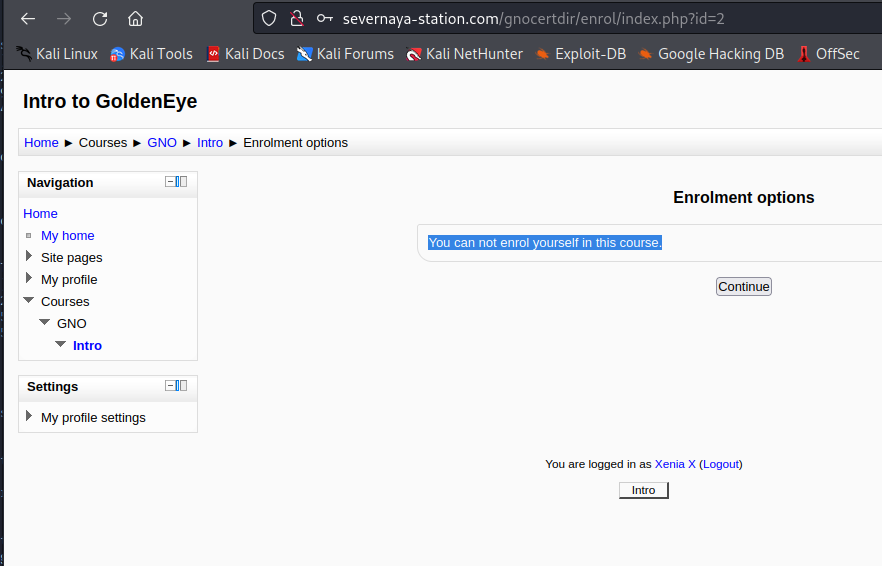 severnaya-station.com/gnocertdir/enrol/index.php?id=2
Kali Linux Kali Tools Kali Docs Kali Forums Kali NetHunter Exploit-DB Google Hacking DB OffSec
Intro to GoldenEye
Home ► Courses ► GNO ► Intro ► Enrolment options
Navigation
Home
My home
Site pages
My profile
Courses
GNO
Intro
Settings
My profile settings
Enrolment options
You can not enrol yourself in this course.
Continue
You are logged in as Xenia X (Logout)
Intro